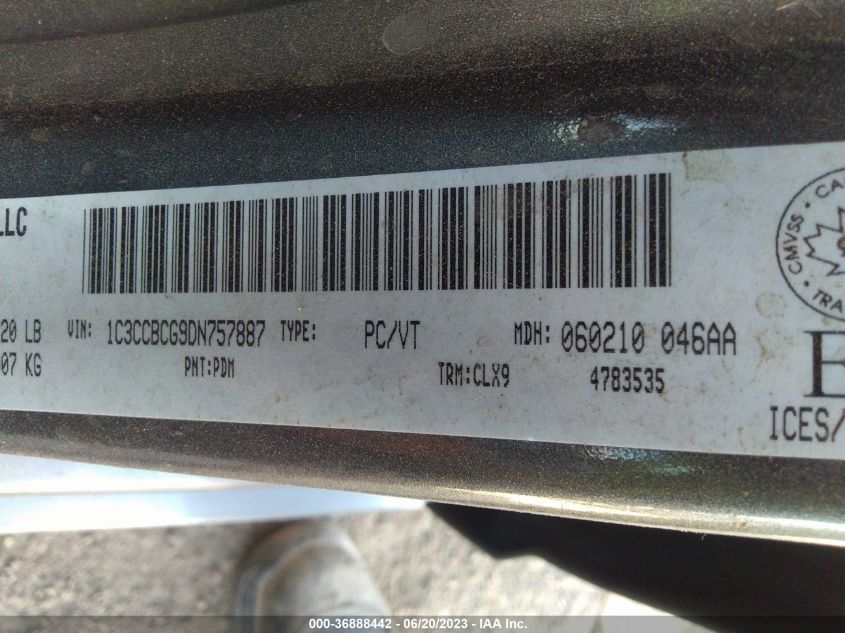 LLC
20 LB VIN: 1C3CCBCG9DN757887 TYPE: PC/VT MDH: 060210 046AA
07 KG PNT:PDM TRM:CLX9 4783535
CMVSS
ICES/
000-36888442 - 06/20/2023 - IAA Inc.